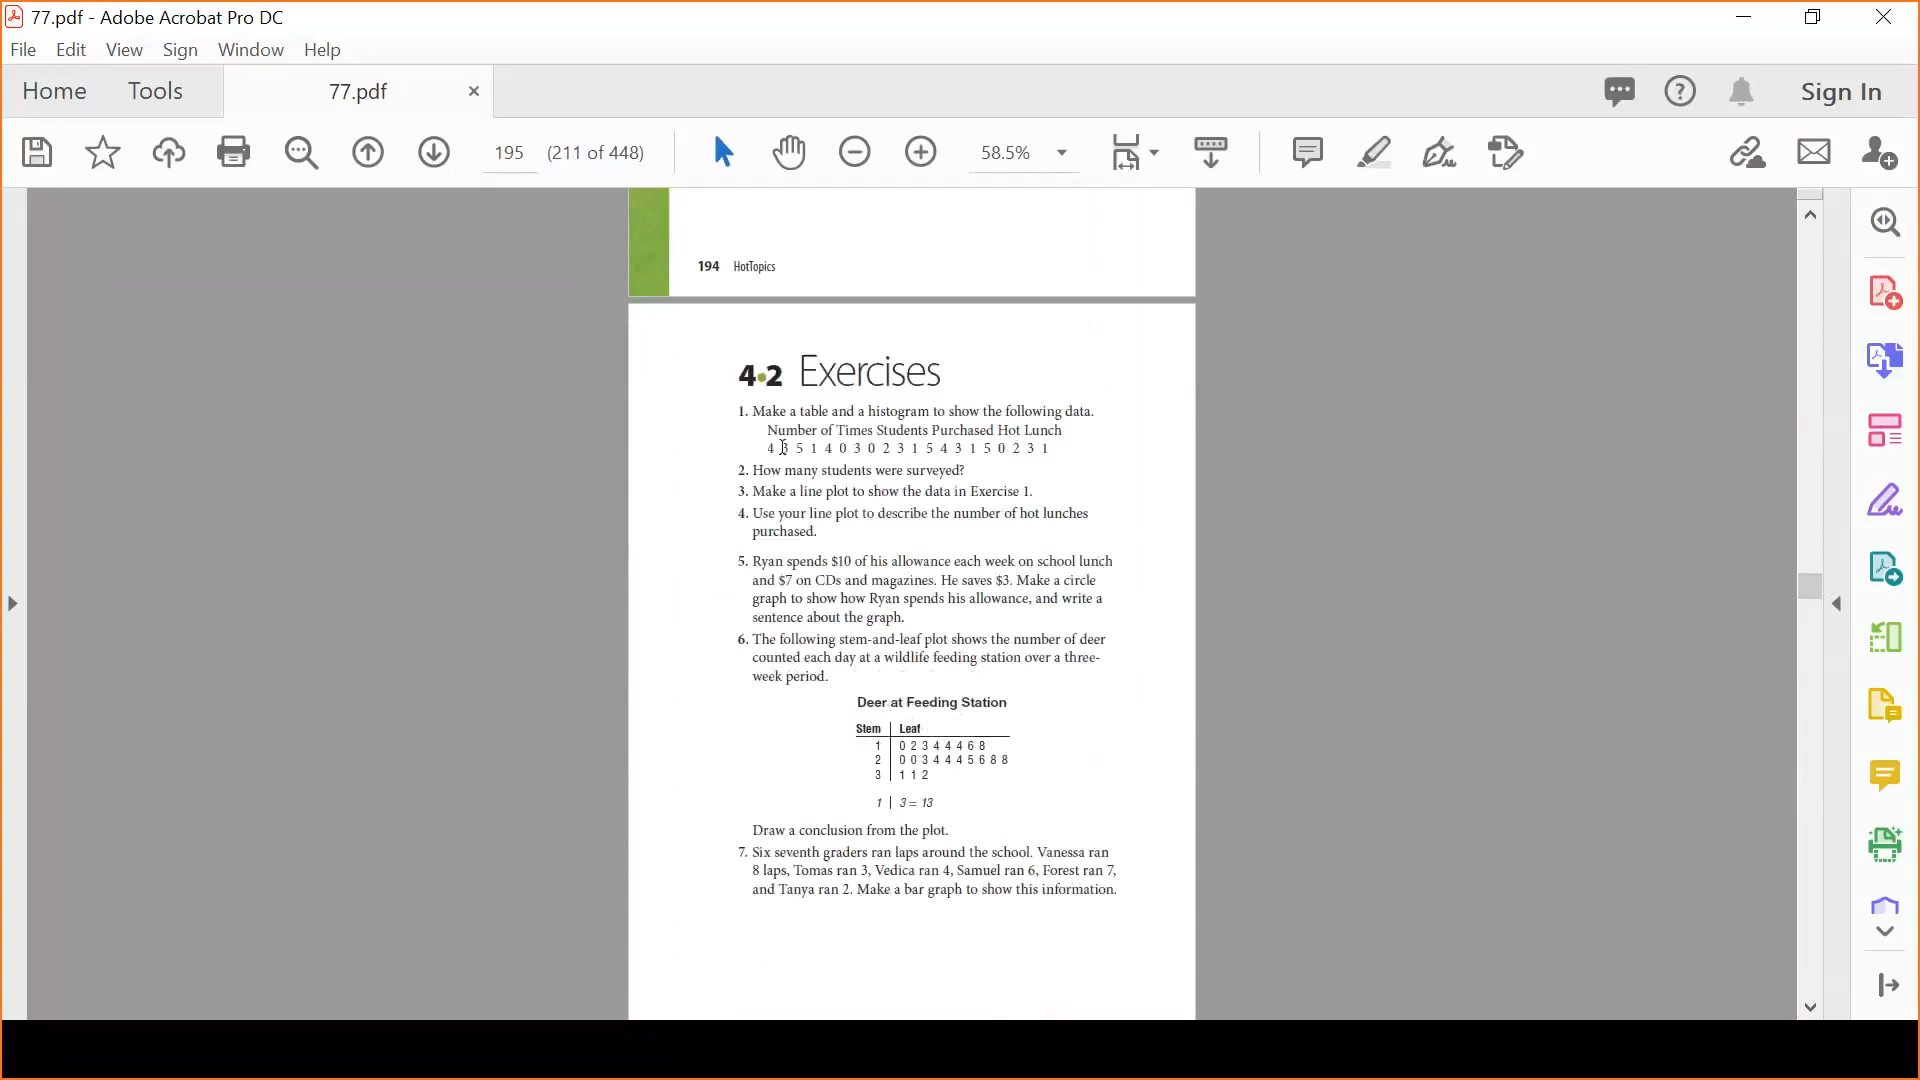 77.pdf - Adobe Acrobat Pro DC
File Edit View Sign Window Help
Home Tools 77.pdf Sign In
195 (211 of 448) 58.5%
194 HotTopics
4•2 Exercises
1. Make a table and a histogram to show the following data.
Number of Times Students Purchased Hot Lunch
4 3 5 1 4 0 3 0 2 3 1 5 4 3 1 5 0 2 3 1
2. How many students were surveyed?
3. Make a line plot to show the data in Exercise 1.
4. Use your line plot to describe the number of hot lunches
purchased.
5. Ryan spends $10 of his allowance each week on school lunch
and $7 on CDs and magazines. He saves $3. Make a circle
graph to show how Ryan spends his allowance, and write a
sentence about the graph.
6. The following stem-and-leaf plot shows the number of deer
counted each day at a wildlife feeding station over a three-
week period.
Deer at Feeding Station
Stem Leaf
1 0 2 3 4 4 4 6 8
2 0 0 3 4 4 4 5 6 8 8
3 1 1 2
1 | 3 = 13
Draw a conclusion from the plot.
7. Six seventh graders ran laps around the school. Vanessa ran
8 laps, Tomas ran 3, Vedica ran 4, Samuel ran 6, Forest ran 7,
and Tanya ran 2. Make a bar graph to show this information.